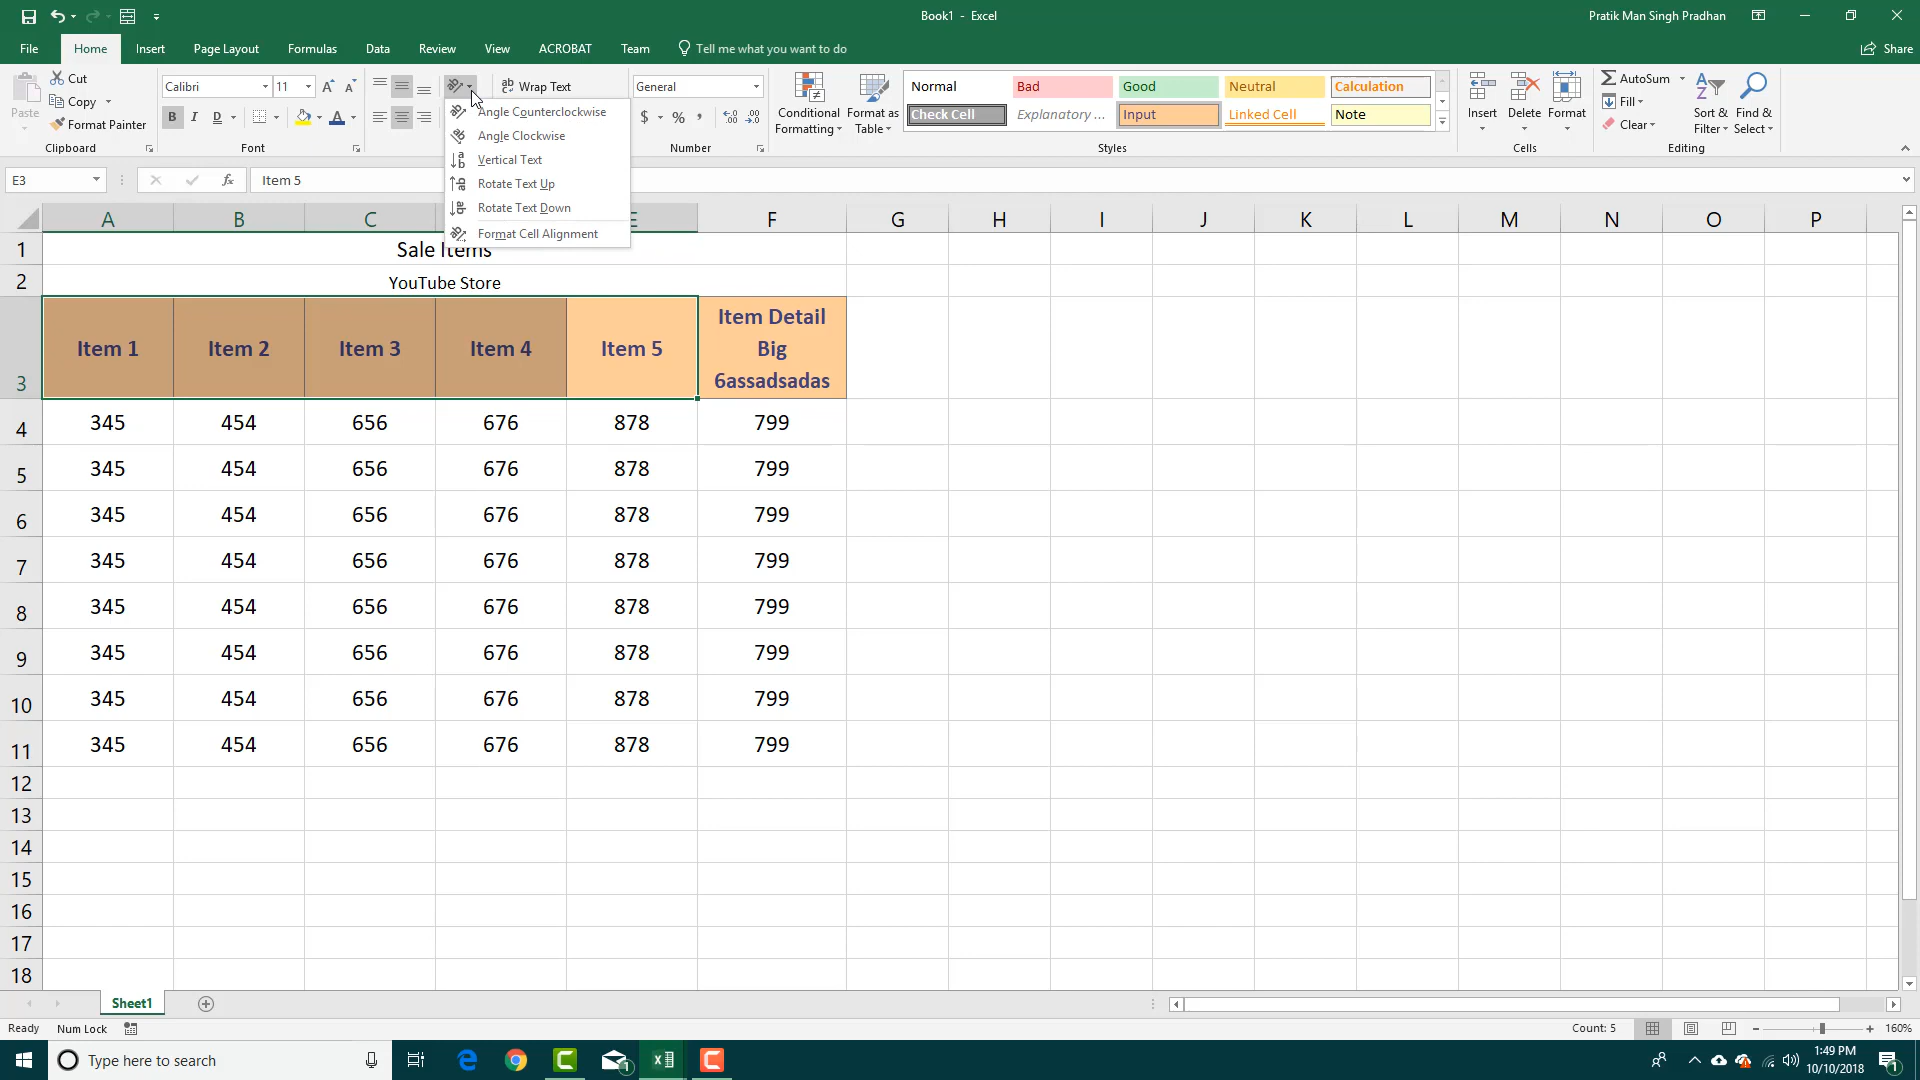 Book1 - Excel
Pratik Man Singh Pradhan
File Home Insert Page Layout Formulas Data Review View ACROBAT Team Tell me what you want to do Share
Paste
Cut
Copy
Format Painter
Clipboard
Calibri 11
B I U
Font
Wrap Text
Angle Counterclockwise
Angle Clockwise
Vertical Text
Rotate Text Up
Rotate Text Down
Format Cell Alignment
General
$ % ,
Number
Conditional Formatting
Format as Table
Normal Bad Good Neutral Calculation
Check Cell Explanatory ... Input Linked Cell Note
Styles
Insert Delete Format
Cells
AutoSum
Fill
Clear
Sort & Filter
Find & Select
Editing
E3 fx Item 5
A B C E F G H I J K L M N O P
1 Sale Items
2 YouTube Store
3 Item 1 Item 2 Item 3 Item 4 Item 5 Item Detail Big 6assadsadas
4 345 454 656 676 878 799
5 345 454 656 676 878 799
6 345 454 656 676 878 799
7 345 454 656 676 878 799
8 345 454 656 676 878 799
9 345 454 656 676 878 799
10 345 454 656 676 878 799
11 345 454 656 676 878 799
12
13
14
15
16
17
18
Sheet1
Ready Num Lock Count: 5 160%
Type here to search
1:49 PM
10/10/2018